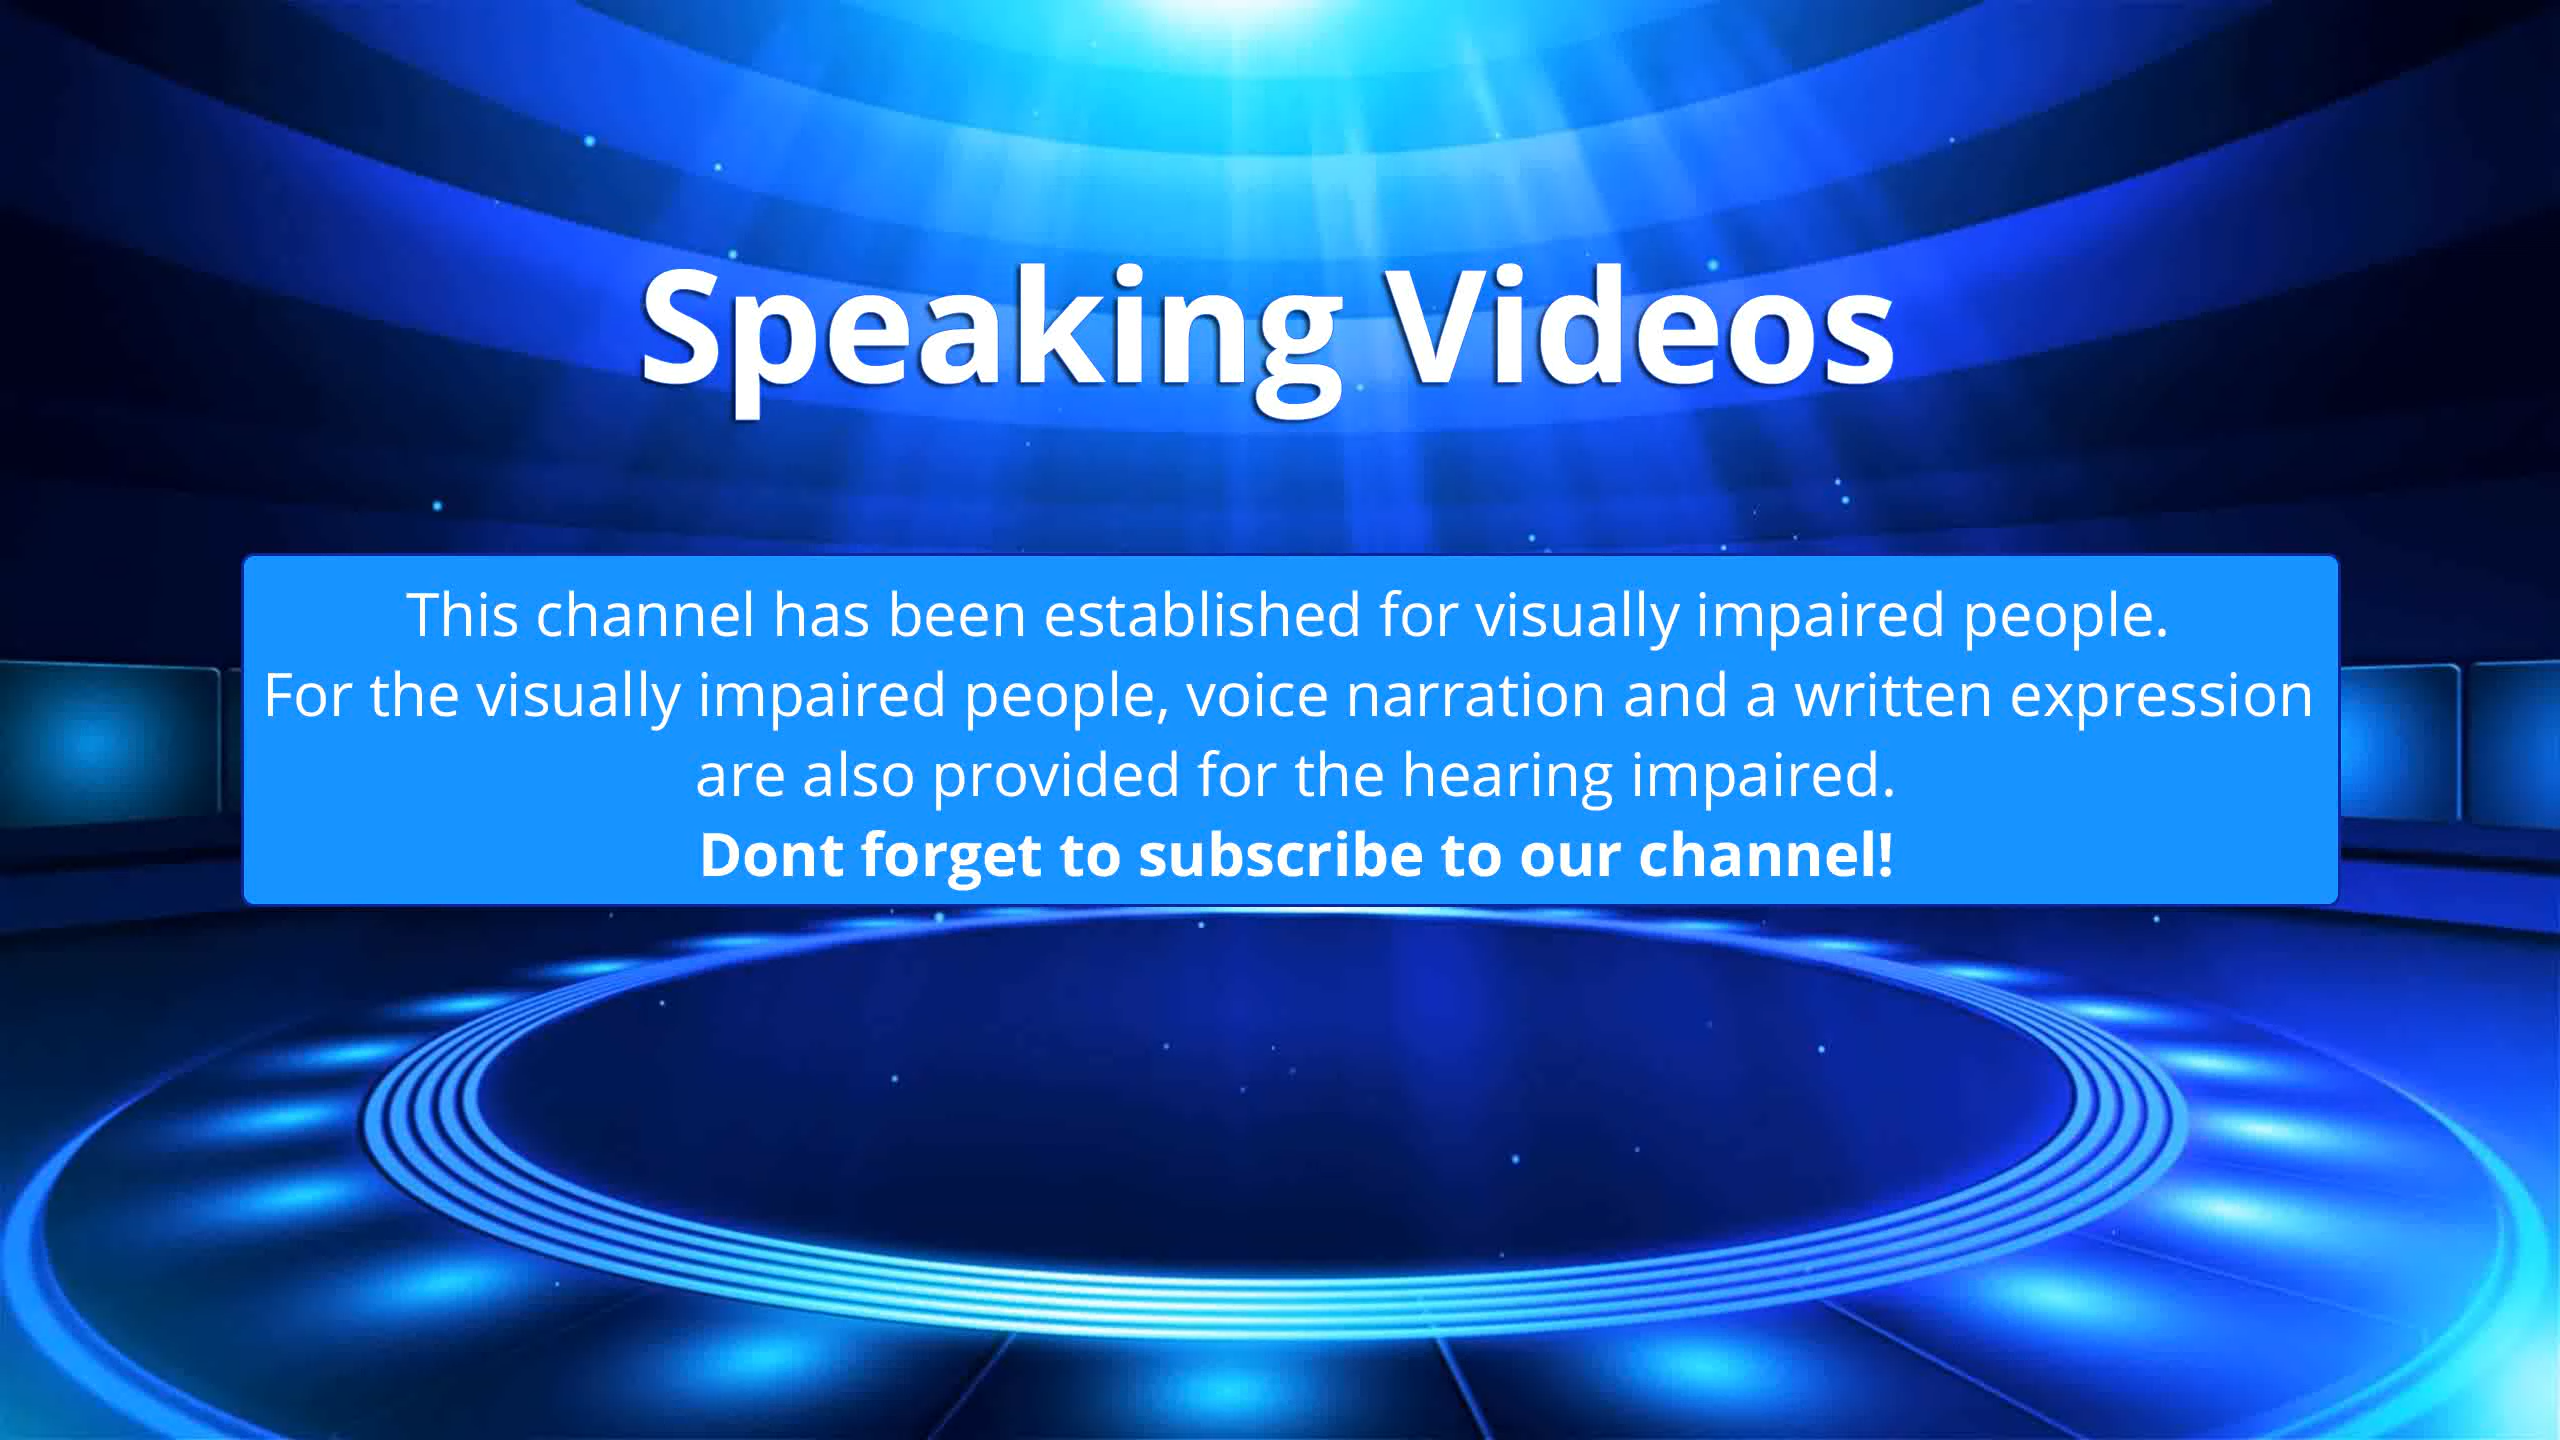 Speaking Videos
This channel has been established for visually impaired people.
For the visually impaired people, voice narration and a written expression
are also provided for the hearing impaired.
Dont forget to subscribe to our channel!